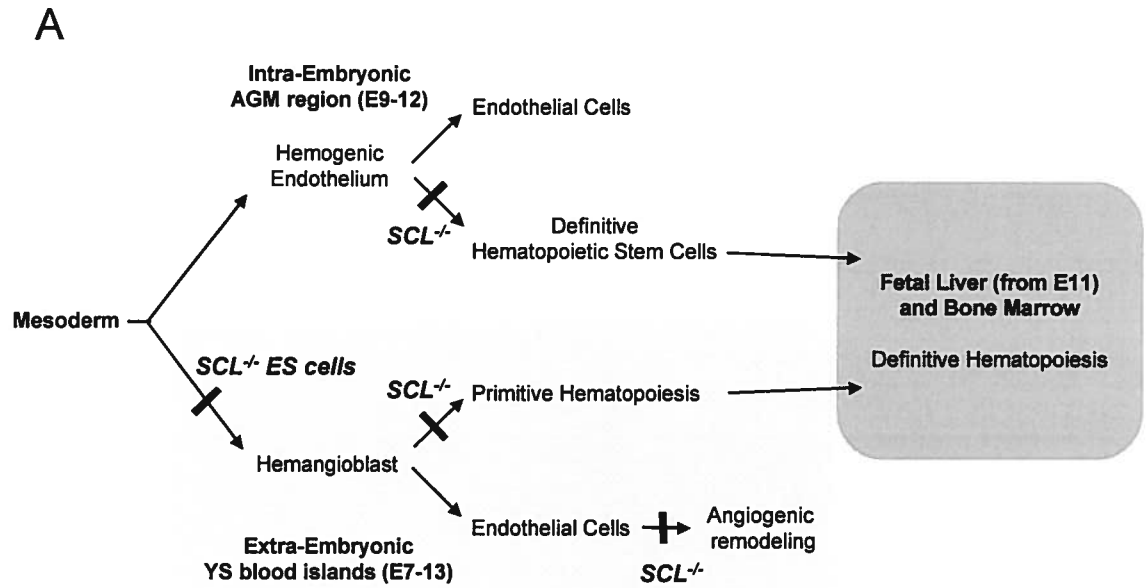 A
Intra-Embryonic
AGM region (E9-12)
Endothelial Cells
Hemogenic
Endothelium
SCL-/-
Definitive
Hematopoietic Stem Cells
Fetal Liver (from E11)
and Bone Marrow
Definitive Hematopoiesis
Mesoderm
SCL-/- ES cells
SCL-/-
Primitive Hematopoiesis
Hemangioblast
Endothelial Cells
Angiogenic
remodeling
SCL-/-
Extra-Embryonic
YS blood islands (E7-13)